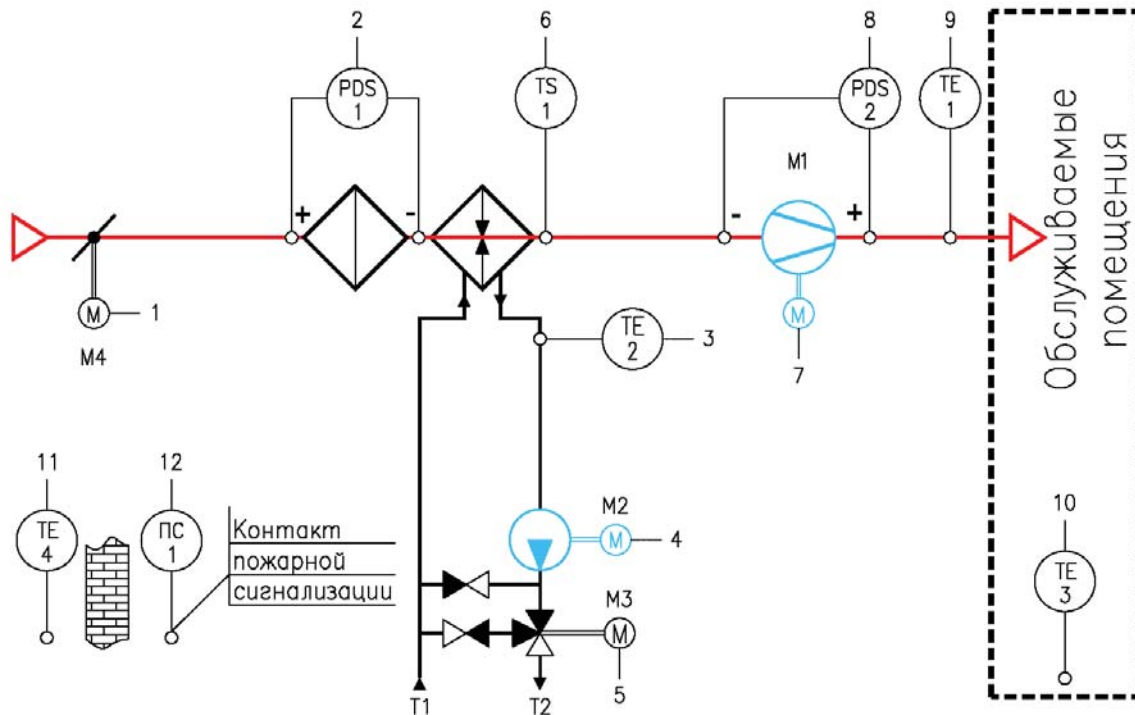 2
6
8
9
PDS
1
TS
1
PDS
2
TE
1
M1
+
-
-
+
M
1
M4
M
7
TE
2
3
Обслуживаемые
помещения
11
12
TE
4
ПС
1
Контакт
пожарной
сигнализации
M2
M
4
M3
M
5
T1
T2
10
TE
3